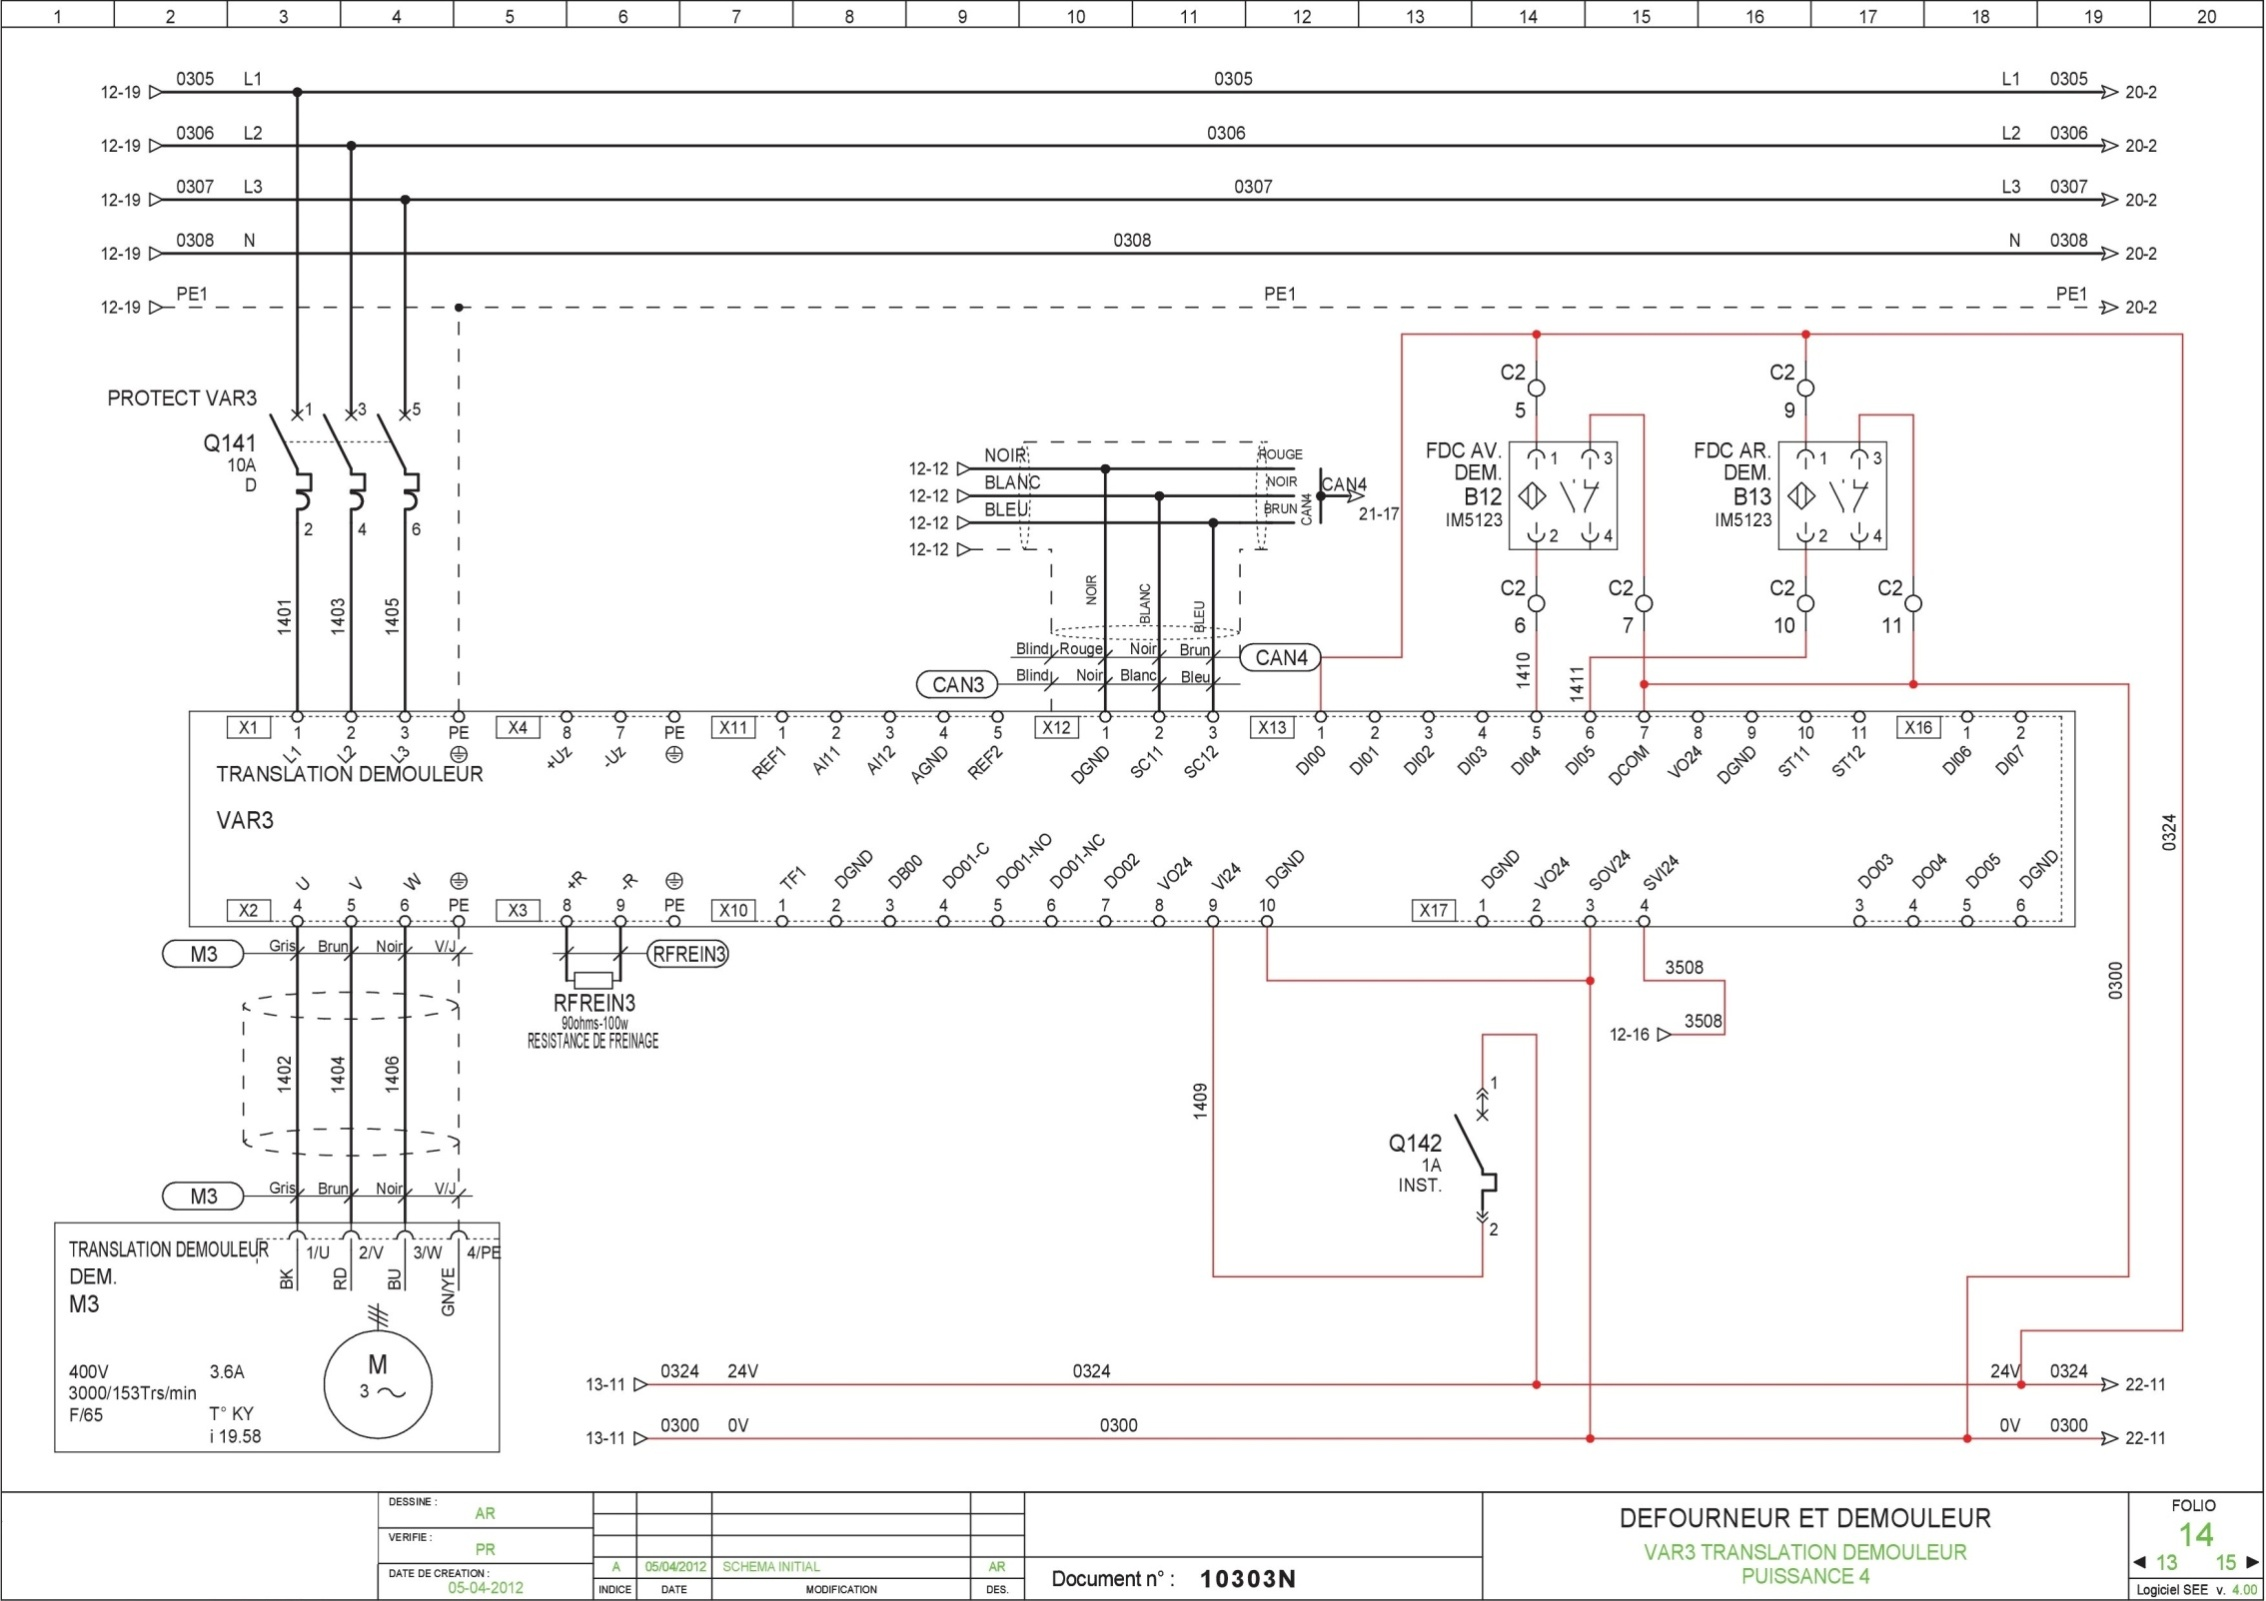 1 2 3 4 5 6 7 8 9 10 11 12 13 14 15 16 17 18 19 20
12-19 0305 L1 0305 L1 0305 20-2
12-19 0306 L2 0306 L2 0306 20-2
12-19 0307 L3 0307 L3 0307 20-2
12-19 0308 N 0308 N 0308 20-2
12-19 PE1 PE1 PE1 20-2
PROTECT VAR3
Q141
10A
D
1 3 5
2 4 6
1401 1403 1405
12-12 NOIR ROUGE
12-12 BLANC NOIR
12-12 BLEU BRUN
12-12
CAN4
CAN4
21-17
NOIR BLANC BLEU
Blind Rouge Noir Brun CAN4
CAN3 Blind Noir Blanc Bleu
C2
5
FDC AV.
DEM.
B12
IM5123
1 3
2 4
C2
6
C2
7
C2
9
FDC AR.
DEM.
B13
IM5123
1 3
2 4
C2
10
C2
11
1410 1411
X1 1 2 3 PE
L1 L2 L3
X4 8 7 PE
+Uz -Uz
X11 1 2 3 4 5
REF1 AI11 AI12 AGND REF2
X12 1 2 3
DGND SC11 SC12
X13 1 2 3 4 5 6 7 8 9 10 11
DI00 DI01 DI02 DI03 DI04 DI05 DCOM VO24 DGND ST11 ST12
X16 1 2
DI06 DI07
TRANSLATION DEMOULEUR
VAR3
U V W
X2 4 5 6 PE
+R -R
X3 8 9 PE
TF1 DGND DB00 DO01-C DO01-NO DO01-NC DO02 VO24 VI24 DGND
X10 1 2 3 4 5 6 7 8 9 10
DGND VO24 SOV24 SVI24
X17 1 2 3 4
DO03 DO04 DO05 DGND
3 4 5 6
0324
0300
M3 Gris Brun Noir V/J
RFREIN3
RFREIN3
90ohms-100w
RESISTANCE DE FREINAGE
1402 1404 1406
M3 Gris Brun Noir V/J
3508
12-16 3508
1409
1
Q142
1A
INST.
2
TRANSLATION DEMOULEUR
DEM.
M3
1/U 2/V 3/W 4/PE
BK RD BU GN/YE
M
3
400V 3.6A
3000/153Trs/min
F/65
T° KY
i 19.58
13-11 0324 24V 0324 24V 0324 22-11
13-11 0300 0V 0300 0V 0300 22-11
DESSINE :
AR
VERIFIE :
PR
DATE DE CREATION :
05-04-2012
A 05/04/2012 SCHEMA INITIAL AR
INDICE DATE MODIFICATION DES.
Document n° : 10303N
DEFOURNEUR ET DEMOULEUR
VAR3 TRANSLATION DEMOULEUR
PUISSANCE 4
FOLIO
14
13 15
Logiciel SEE v. 4.00